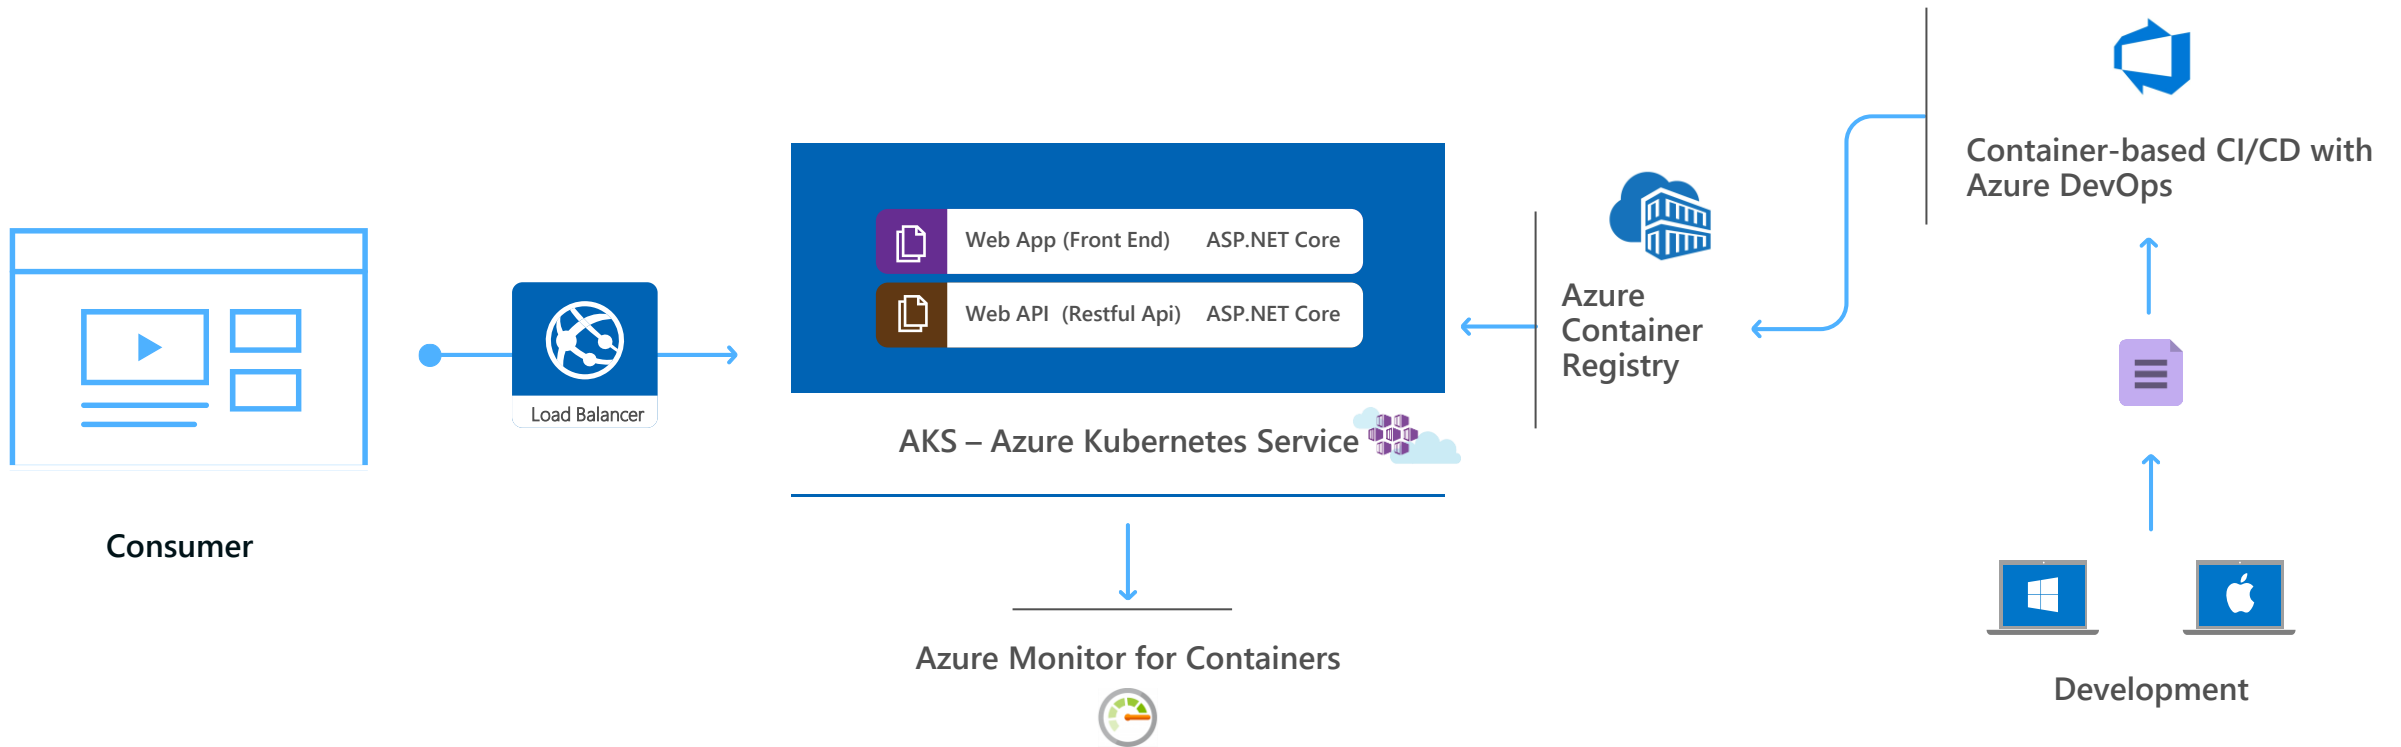 Container-based CI/CD with
Azure DevOps
Web App (Front End) ASP.NET Core
Web API (Restful Api) ASP.NET Core
Azure
Container
Registry
Load Balancer
AKS – Azure Kubernetes Service
Consumer
Azure Monitor for Containers
Development